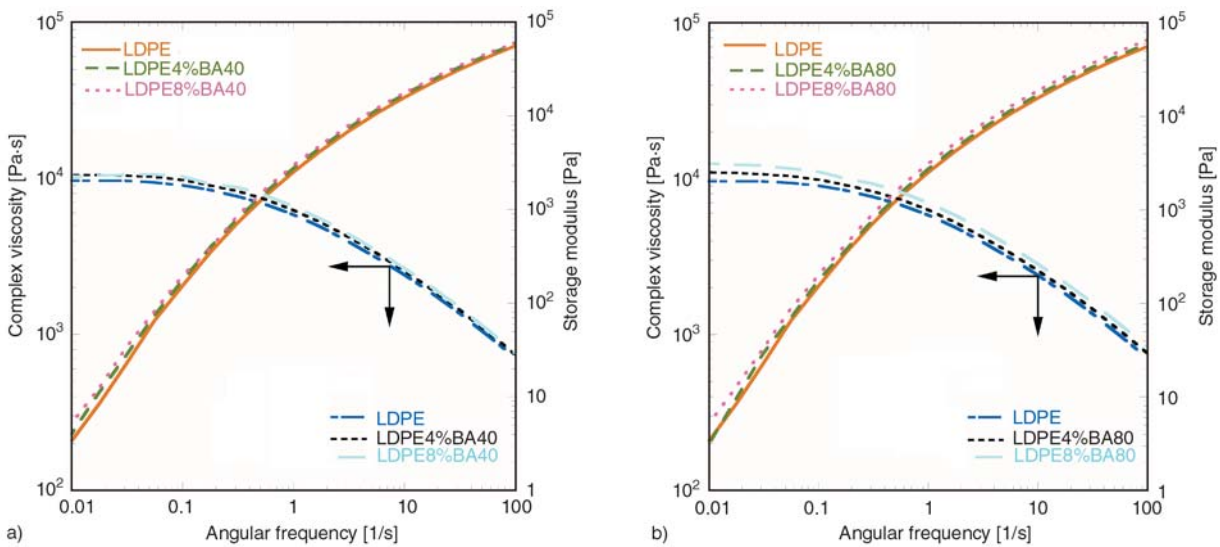 10^5
10^4
10^3
10^2
Complex viscosity [Pa·s]
LDPE
LDPE4%BA40
LDPE8%BA40
LDPE
LDPE4%BA40
LDPE8%BA40
10^5
10^4
10^3
10^2
10
1
Storage modulus [Pa]
0.01 0.1 1 10 100
a) Angular frequency [1/s]
10^5
10^4
10^3
10^2
Complex viscosity [Pa·s]
LDPE
LDPE4%BA80
LDPE8%BA80
LDPE
LDPE4%BA80
LDPE8%BA80
10^5
10^4
10^3
10^2
10
1
Storage modulus [Pa]
0.01 0.1 1 10 100
b) Angular frequency [1/s]